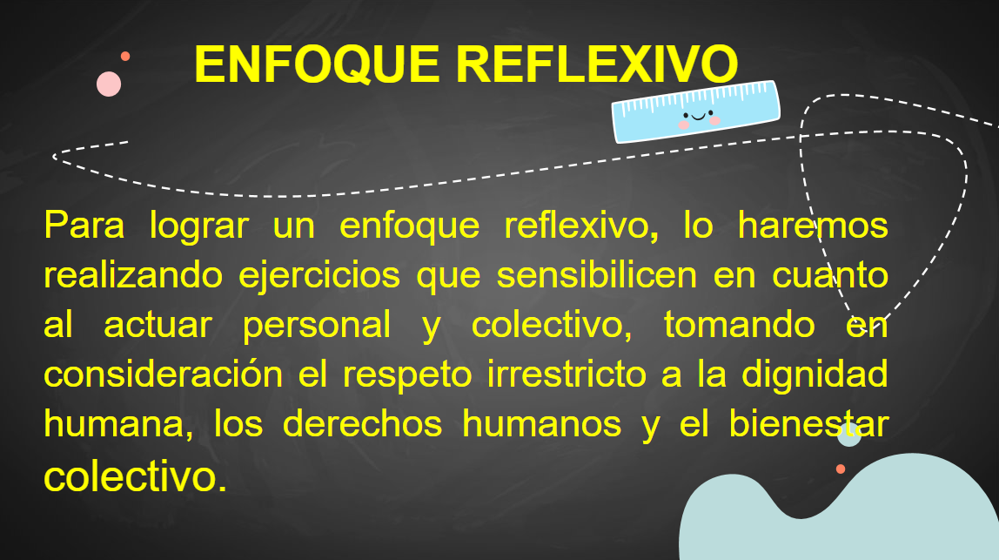 ENFOQUE REFLEXIVO
Para lograr un enfoque reflexivo, lo haremos
realizando ejercicios que sensibilicen en cuanto
al actuar personal y colectivo, tomando en
consideración el respeto irrestricto a la dignidad
humana, los derechos humanos y el bienestar
colectivo.